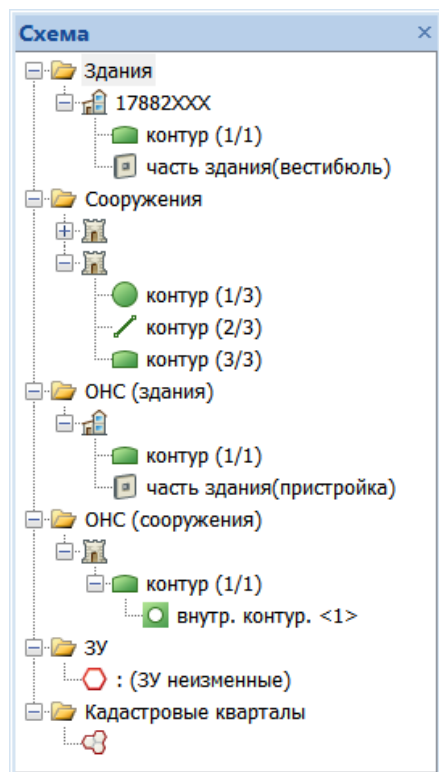 Схема
Здания
17882XXX
контур (1/1)
часть здания(вестибюль)
Сооружения
контур (1/3)
контур (2/3)
контур (3/3)
ОНС (здания)
контур (1/1)
часть здания(пристройка)
ОНС (сооружения)
контур (1/1)
внутр. контур. <1>
ЗУ
: (ЗУ неизменные)
Кадастровые кварталы